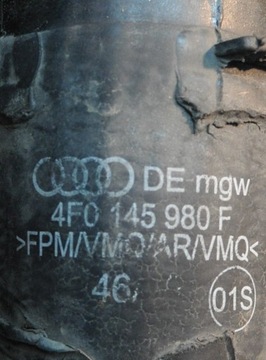 DE mgw
4F0 145 980 F
>FPM/VMQ/AR/VMQ<
46
01S